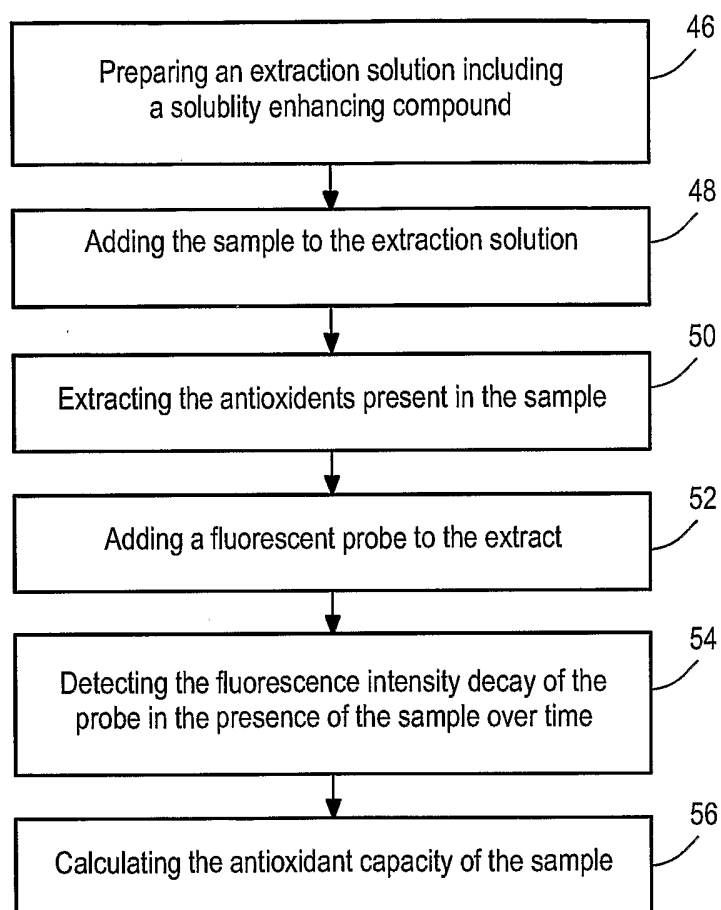 46
Preparing an extraction solution including
a solublity enhancing compound
48
Adding the sample to the extraction solution
50
Extracting the antioxidents present in the sample
52
Adding a fluorescent probe to the extract
54
Detecting the fluorescence intensity decay of the
probe in the presence of the sample over time
56
Calculating the antioxidant capacity of the sample